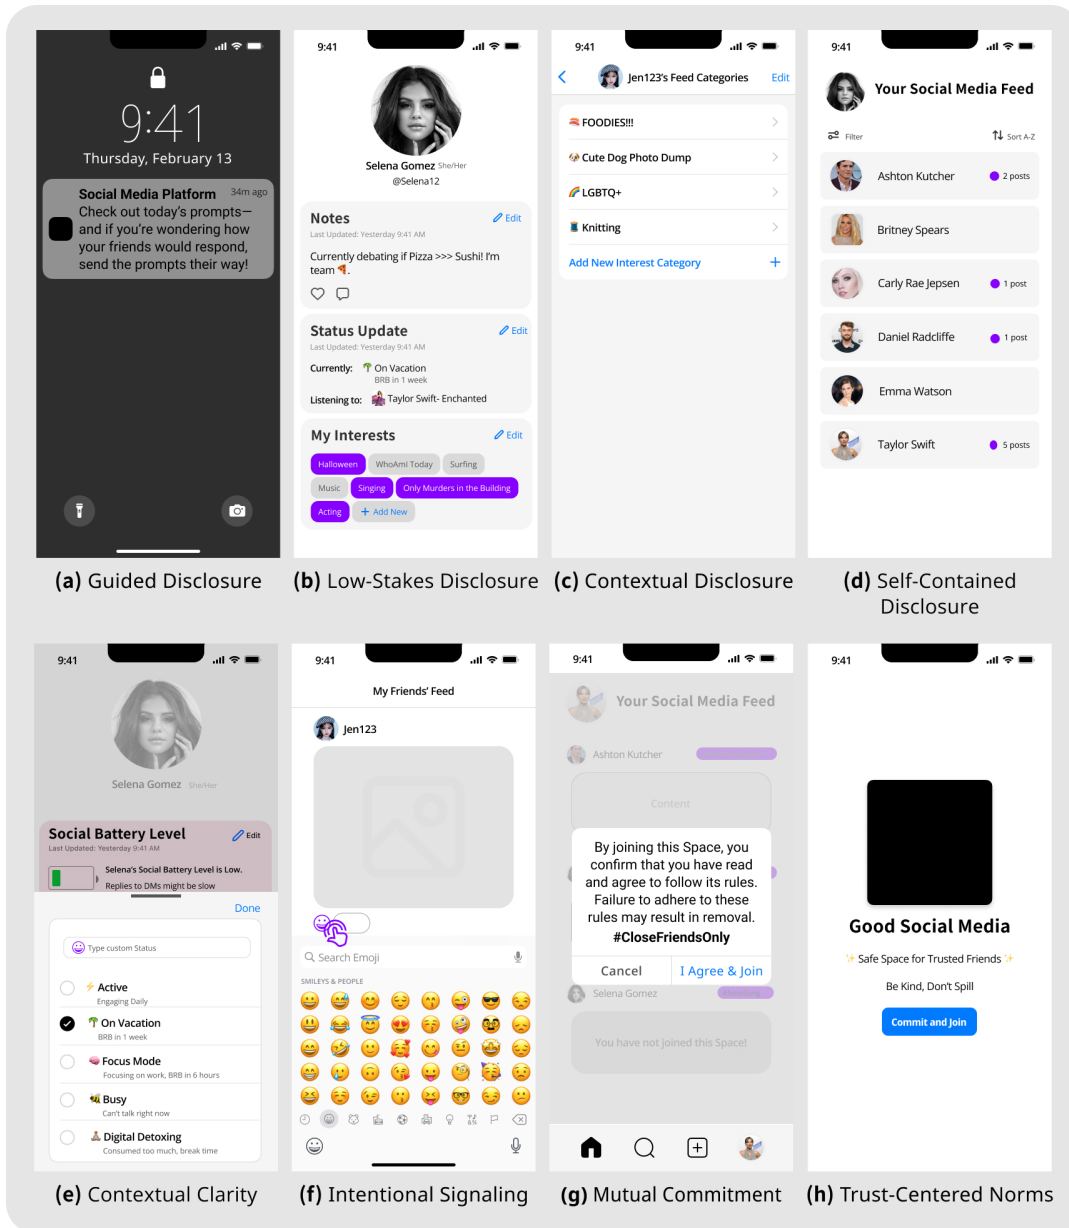 9:41
Thursday, February 13
Social Media Platform 34m ago
Check out today's prompts—
and if you're wondering how
your friends would respond,
send the prompts their way!
(a) Guided Disclosure
9:41
Selena Gomez She/Her
@Selena12
Notes Edit
Last Updated: Yesterday 9:41 AM
Currently debating if Pizza >>> Sushi! I'm
team 🍕.
Status Update Edit
Last Updated: Yesterday 9:41 AM
Currently: 🌴 On Vacation
BRB in 1 week
Listening to: Taylor Swift- Enchanted
My Interests Edit
Halloween WhoAmI Today Surfing
Music Singing Only Murders in the Building
Acting + Add New
(b) Low-Stakes Disclosure
9:41
Jen123's Feed Categories Edit
🍣 FOODIES!!!
🐶 Cute Dog Photo Dump
🌈 LGBTQ+
🧵 Knitting
Add New Interest Category +
(c) Contextual Disclosure
9:41
Your Social Media Feed
Filter Sort A-Z
Ashton Kutcher 2 posts
Britney Spears
Carly Rae Jepsen 1 post
Daniel Radcliffe 1 post
Emma Watson
Taylor Swift 5 posts
(d) Self-Contained
Disclosure
9:41
Selena Gomez She/Her
Social Battery Level Edit
Last Updated: Yesterday 9:41 AM
Selena's Social Battery Level is Low.
Replies to DMs might be slow
Done
Type custom Status
⚡ Active
Engaging Daily
🌴 On Vacation
BRB in 1 week
🧠 Focus Mode
Focusing on work, BRB in 6 hours
🐝 Busy
Can't talk right now
🧘 Digital Detoxing
Consumed too much, break time
(e) Contextual Clarity
9:41
My Friends' Feed
Jen123
Search Emoji
SMILEYS & PEOPLE
(f) Intentional Signaling
9:41
Your Social Media Feed
Ashton Kutcher
Content
By joining this Space, you
confirm that you have read
and agree to follow its rules.
Failure to adhere to these
rules may result in removal.
#CloseFriendsOnly
Cancel I Agree & Join
Selena Gomez
You have not joined this Space!
(g) Mutual Commitment
9:41
Good Social Media
✨ Safe Space for Trusted Friends ✨
Be Kind, Don't Spill
Commit and Join
(h) Trust-Centered Norms